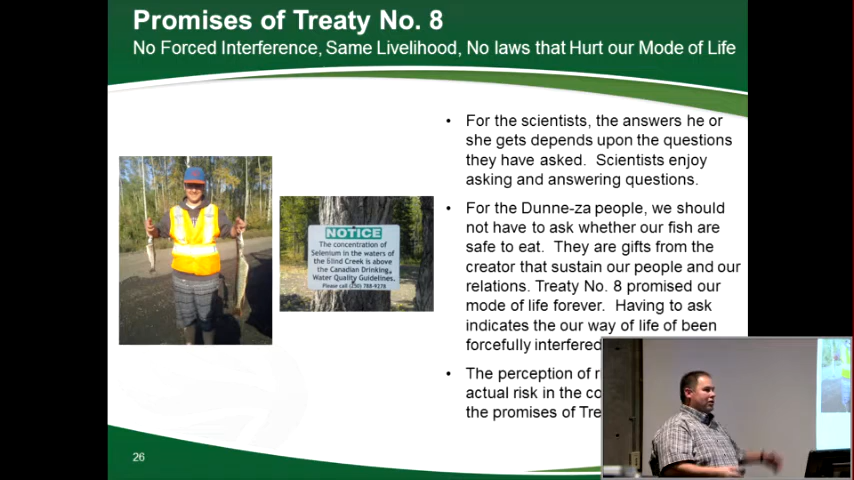 Promises of Treaty No. 8
No Forced Interference, Same Livelihood, No laws that Hurt our Mode of Life
• For the scientists, the answers he or
she gets depends upon the questions
they have asked. Scientists enjoy
asking and answering questions.
• For the Dunne-za people, we should
not have to ask whether our fish are
safe to eat. They are gifts from the
creator that sustain our people and our
relations. Treaty No. 8 promised our
mode of life forever. Having to ask
indicates the our way of life of been
forcefully interfered
• The perception of
actual risk in the
the promises of
NOTICE
The concentration of
Selenium in the waters of
the Blind Creek is above
the Canadian Drinking
Water Quality Guidelines.
Please call (250) 788-9278
26